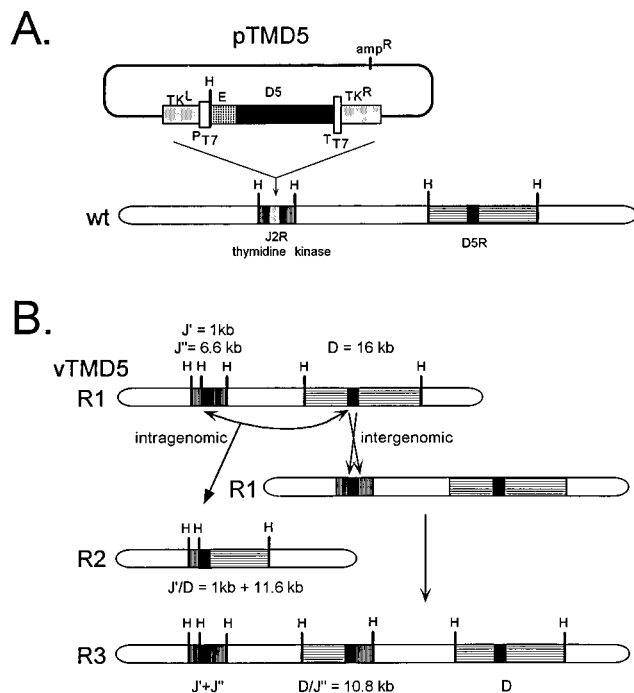 A.
pTMD5
amp^R
H
TK^L E D5 TK^R
P_T7 T_T7
H H H H
wt
J2R
thymidine kinase
D5R
B.
J' = 1kb
J"= 6.6 kb
D = 16 kb
vTMD5
H H H H H
R1
intragenomic
intergenomic
R1
H H H
R2
J'/D = 1kb + 11.6 kb
H H H H H H H
R3
J'+J" D/J" = 10.8 kb D